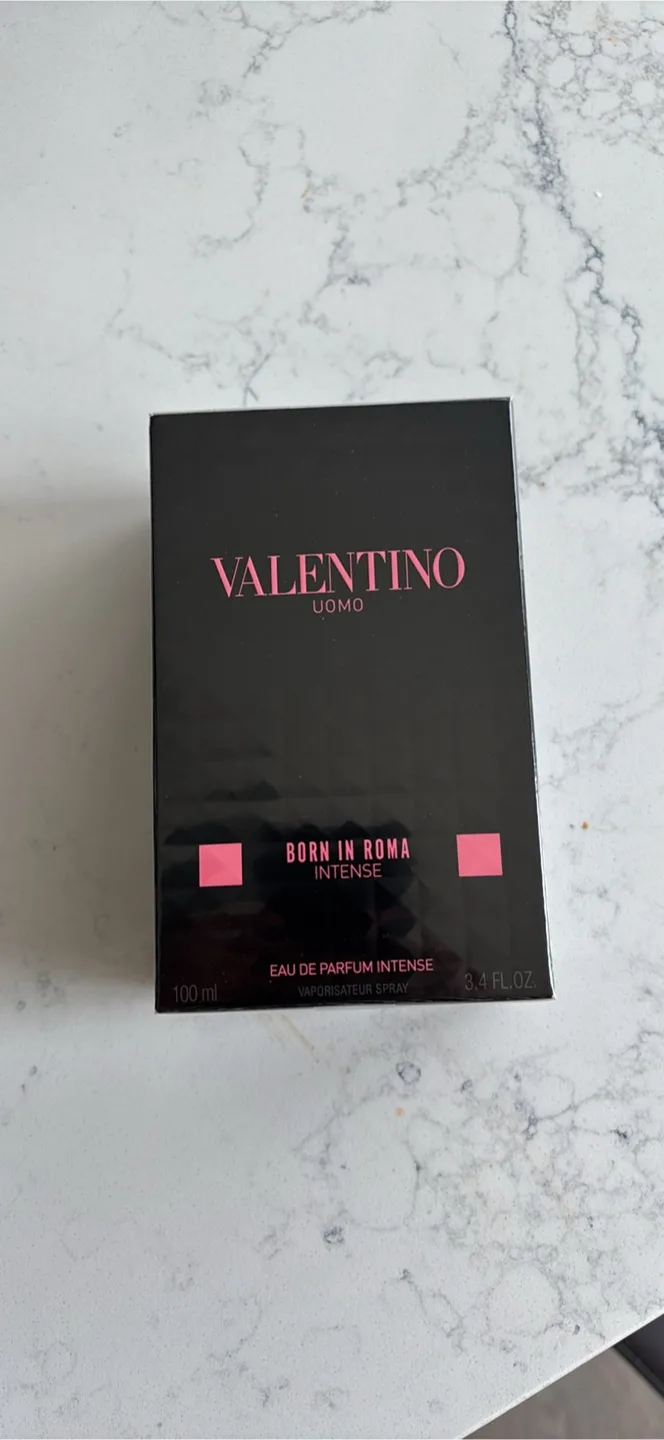 VALENTINO
UOMO
BORN IN ROMA
INTENSE
EAU DE PARFUM INTENSE
100 ml VAPORISATEUR SPRAY 3.4 FL.OZ.